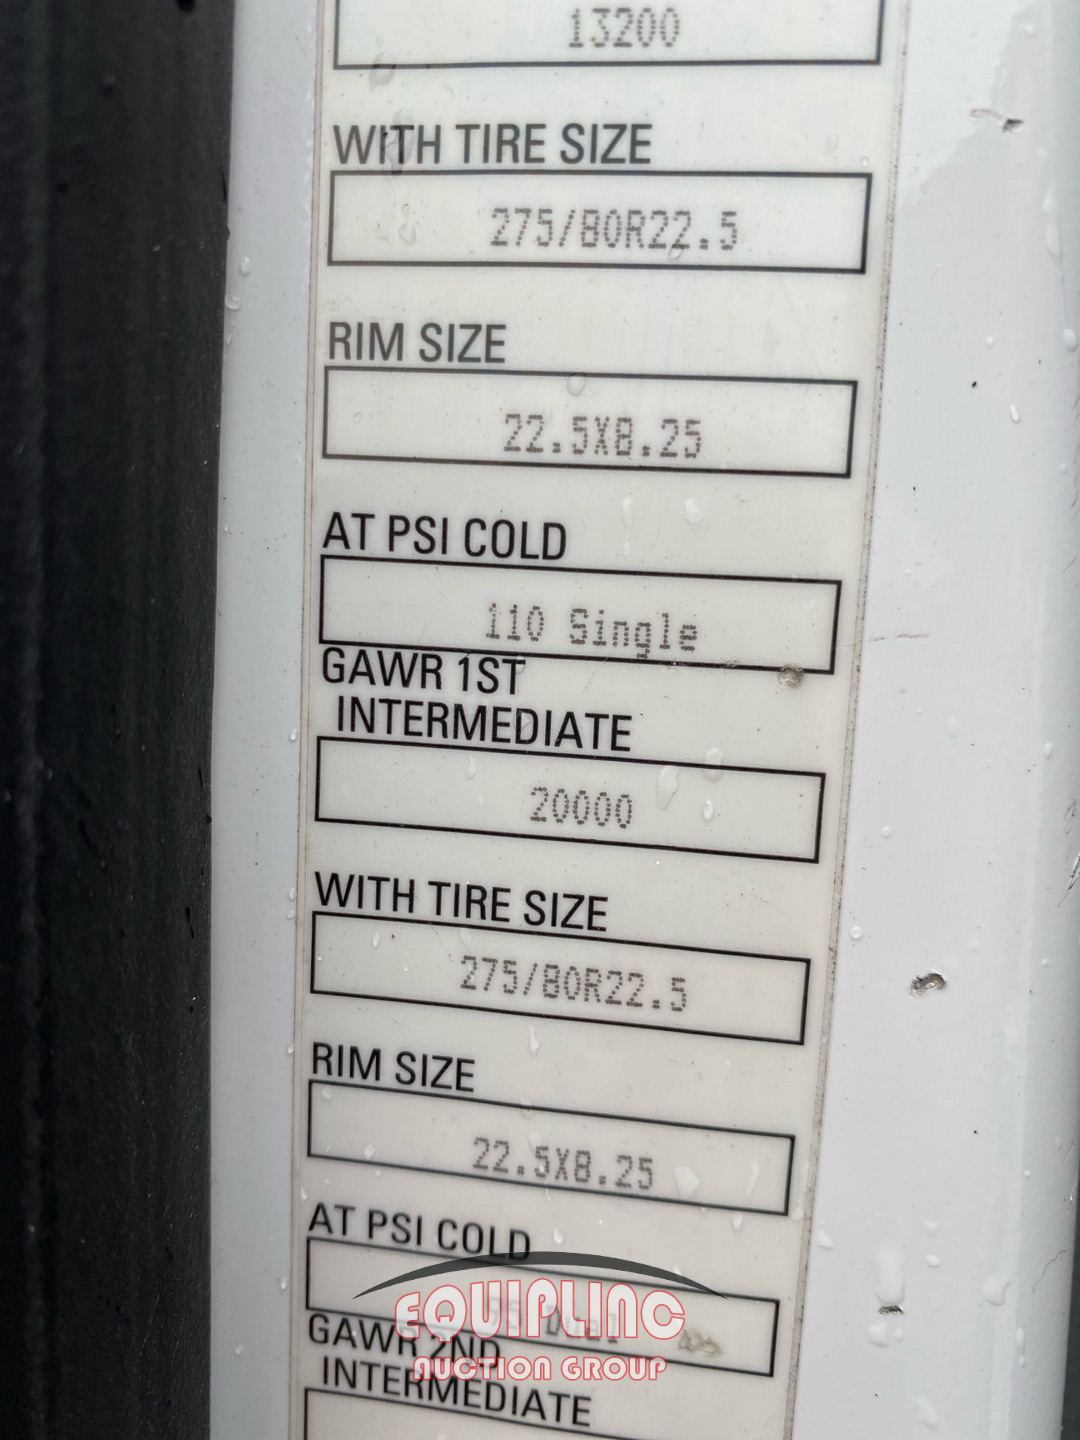 13200
WITH TIRE SIZE
275/80R22.5
RIM SIZE
22.5X8.25
AT PSI COLD
110 Single
GAWR 1ST
INTERMEDIATE
20000
WITH TIRE SIZE
275/80R22.5
RIM SIZE
22.5X8.25
AT PSI COLD
Dual
EQUIPLINC
AUCTION GROUP
GAWR 2ND
INTERMEDIATE